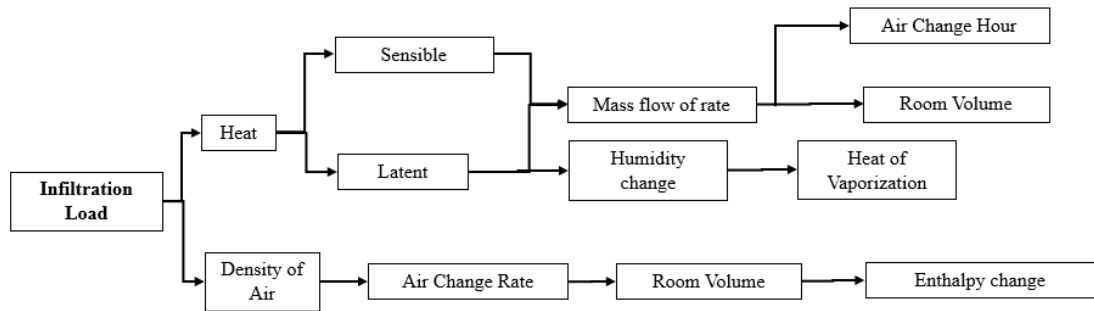 Air Change Hour
Sensible
Mass flow of rate
Room Volume
Heat
Latent
Humidity
change
Heat of
Vaporization
Infiltration
Load
Density of
Air
Air Change Rate
Room Volume
Enthalpy change